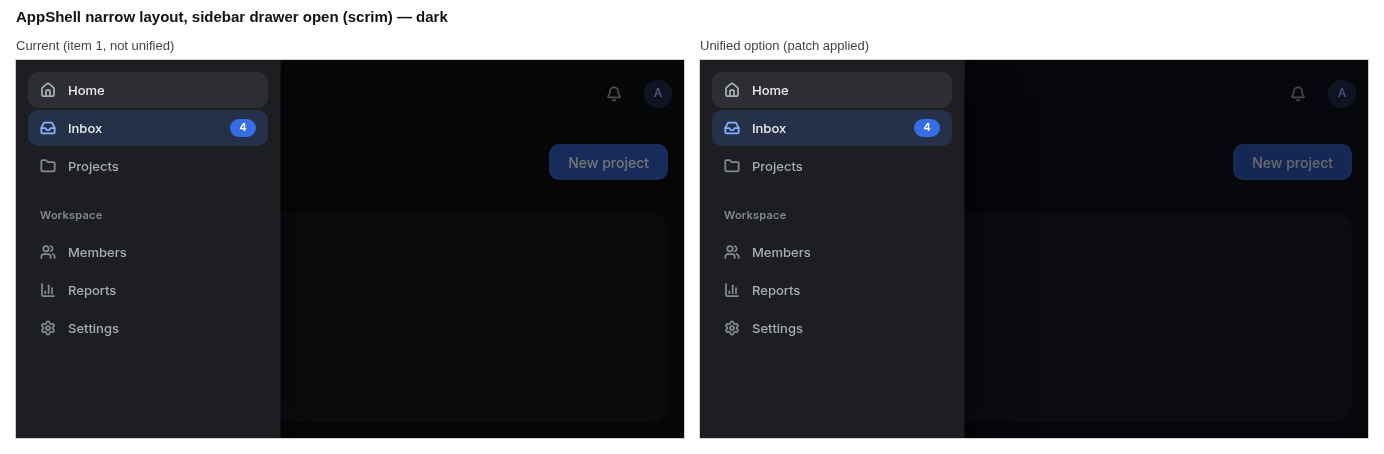 AppShell narrow layout, sidebar drawer open (scrim) — dark
Current (item 1, not unified)
Home
A
Inbox
4
New project
Projects
Workspace
Members
Reports
Settings
Unified option (patch applied)
Home
A
Inbox
4
New project
Projects
Workspace
Members
Reports
Settings